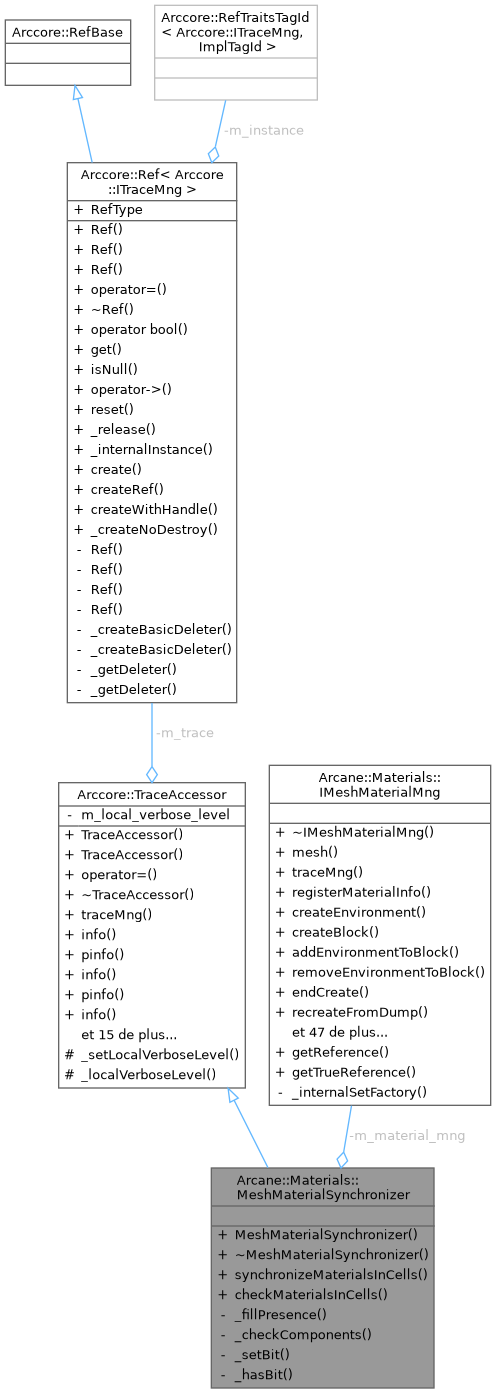 Arccore::RefBase
Arccore::RefTraitsTagId
< Arccore::ITraceMng,
ImplTagId >
-m_instance
Arccore::Ref< Arccore
::ITraceMng >
+ RefType
+ Ref()
+ Ref()
+ Ref()
+ operator=()
+ ~Ref()
+ operator bool()
+ get()
+ isNull()
+ operator->()
+ reset()
+ _release()
+ _internalInstance()
+ create()
+ createRef()
+ createWithHandle()
+ _createNoDestroy()
- Ref()
- Ref()
- Ref()
- Ref()
- _createBasicDeleter()
- _createBasicDeleter()
- _getDeleter()
- _getDeleter()
-m_trace
Arccore::TraceAccessor
- m_local_verbose_level
+ TraceAccessor()
+ TraceAccessor()
+ operator=()
+ ~TraceAccessor()
+ traceMng()
+ info()
+ pinfo()
+ info()
+ pinfo()
+ info()
et 15 de plus...
# _setLocalVerboseLevel()
# _localVerboseLevel()
Arcane::Materials::
IMeshMaterialMng
+ ~IMeshMaterialMng()
+ mesh()
+ traceMng()
+ registerMaterialInfo()
+ createEnvironment()
+ createBlock()
+ addEnvironmentToBlock()
+ removeEnvironmentToBlock()
+ endCreate()
+ recreateFromDump()
et 47 de plus...
+ getReference()
+ getTrueReference()
- _internalSetFactory()
-m_material_mng
Arcane::Materials::
MeshMaterialSynchronizer
+ MeshMaterialSynchronizer()
+ ~MeshMaterialSynchronizer()
+ synchronizeMaterialsInCells()
+ checkMaterialsInCells()
- _fillPresence()
- _checkComponents()
- _setBit()
- _hasBit()